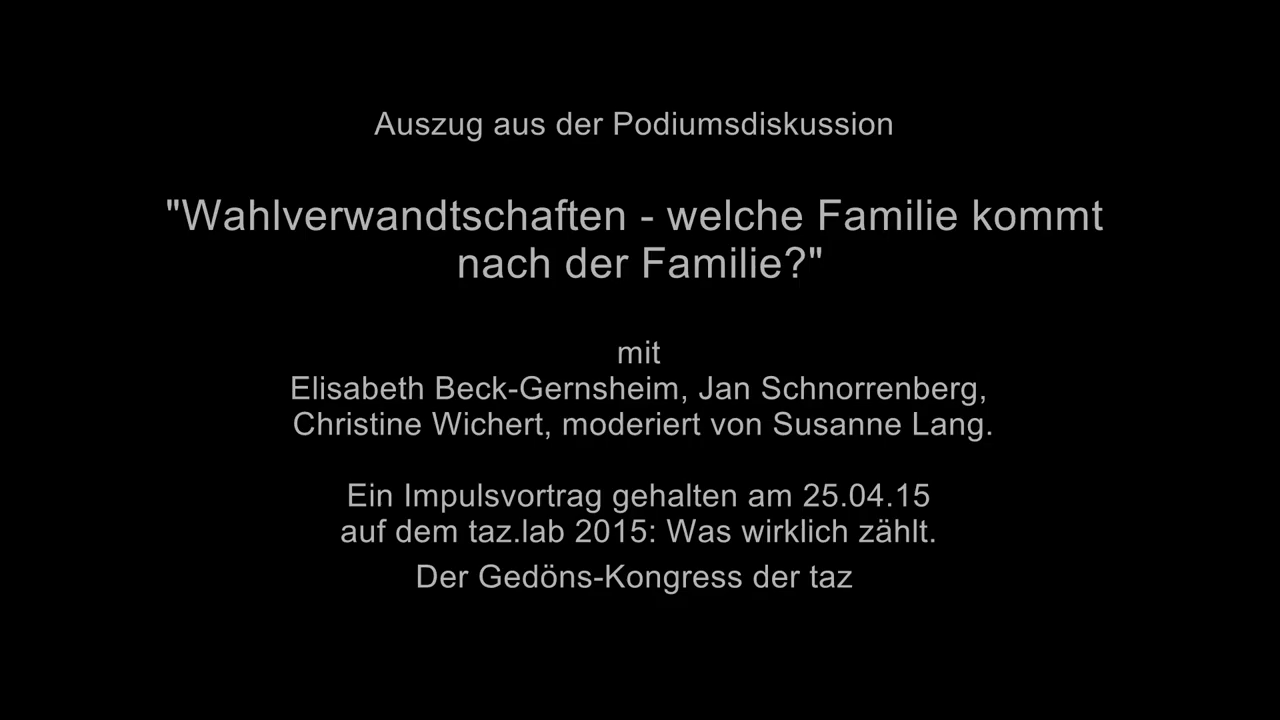 Auszug aus der Podiumsdiskussion
"Wahlverwandtschaften - welche Familie kommt
nach der Familie?"
mit
Elisabeth Beck-Gernsheim, Jan Schnorrenberg,
Christine Wichert, moderiert von Susanne Lang.
Ein Impulsvortrag gehalten am 25.04.15
auf dem taz.lab 2015: Was wirklich zählt.
Der Gedöns-Kongress der taz